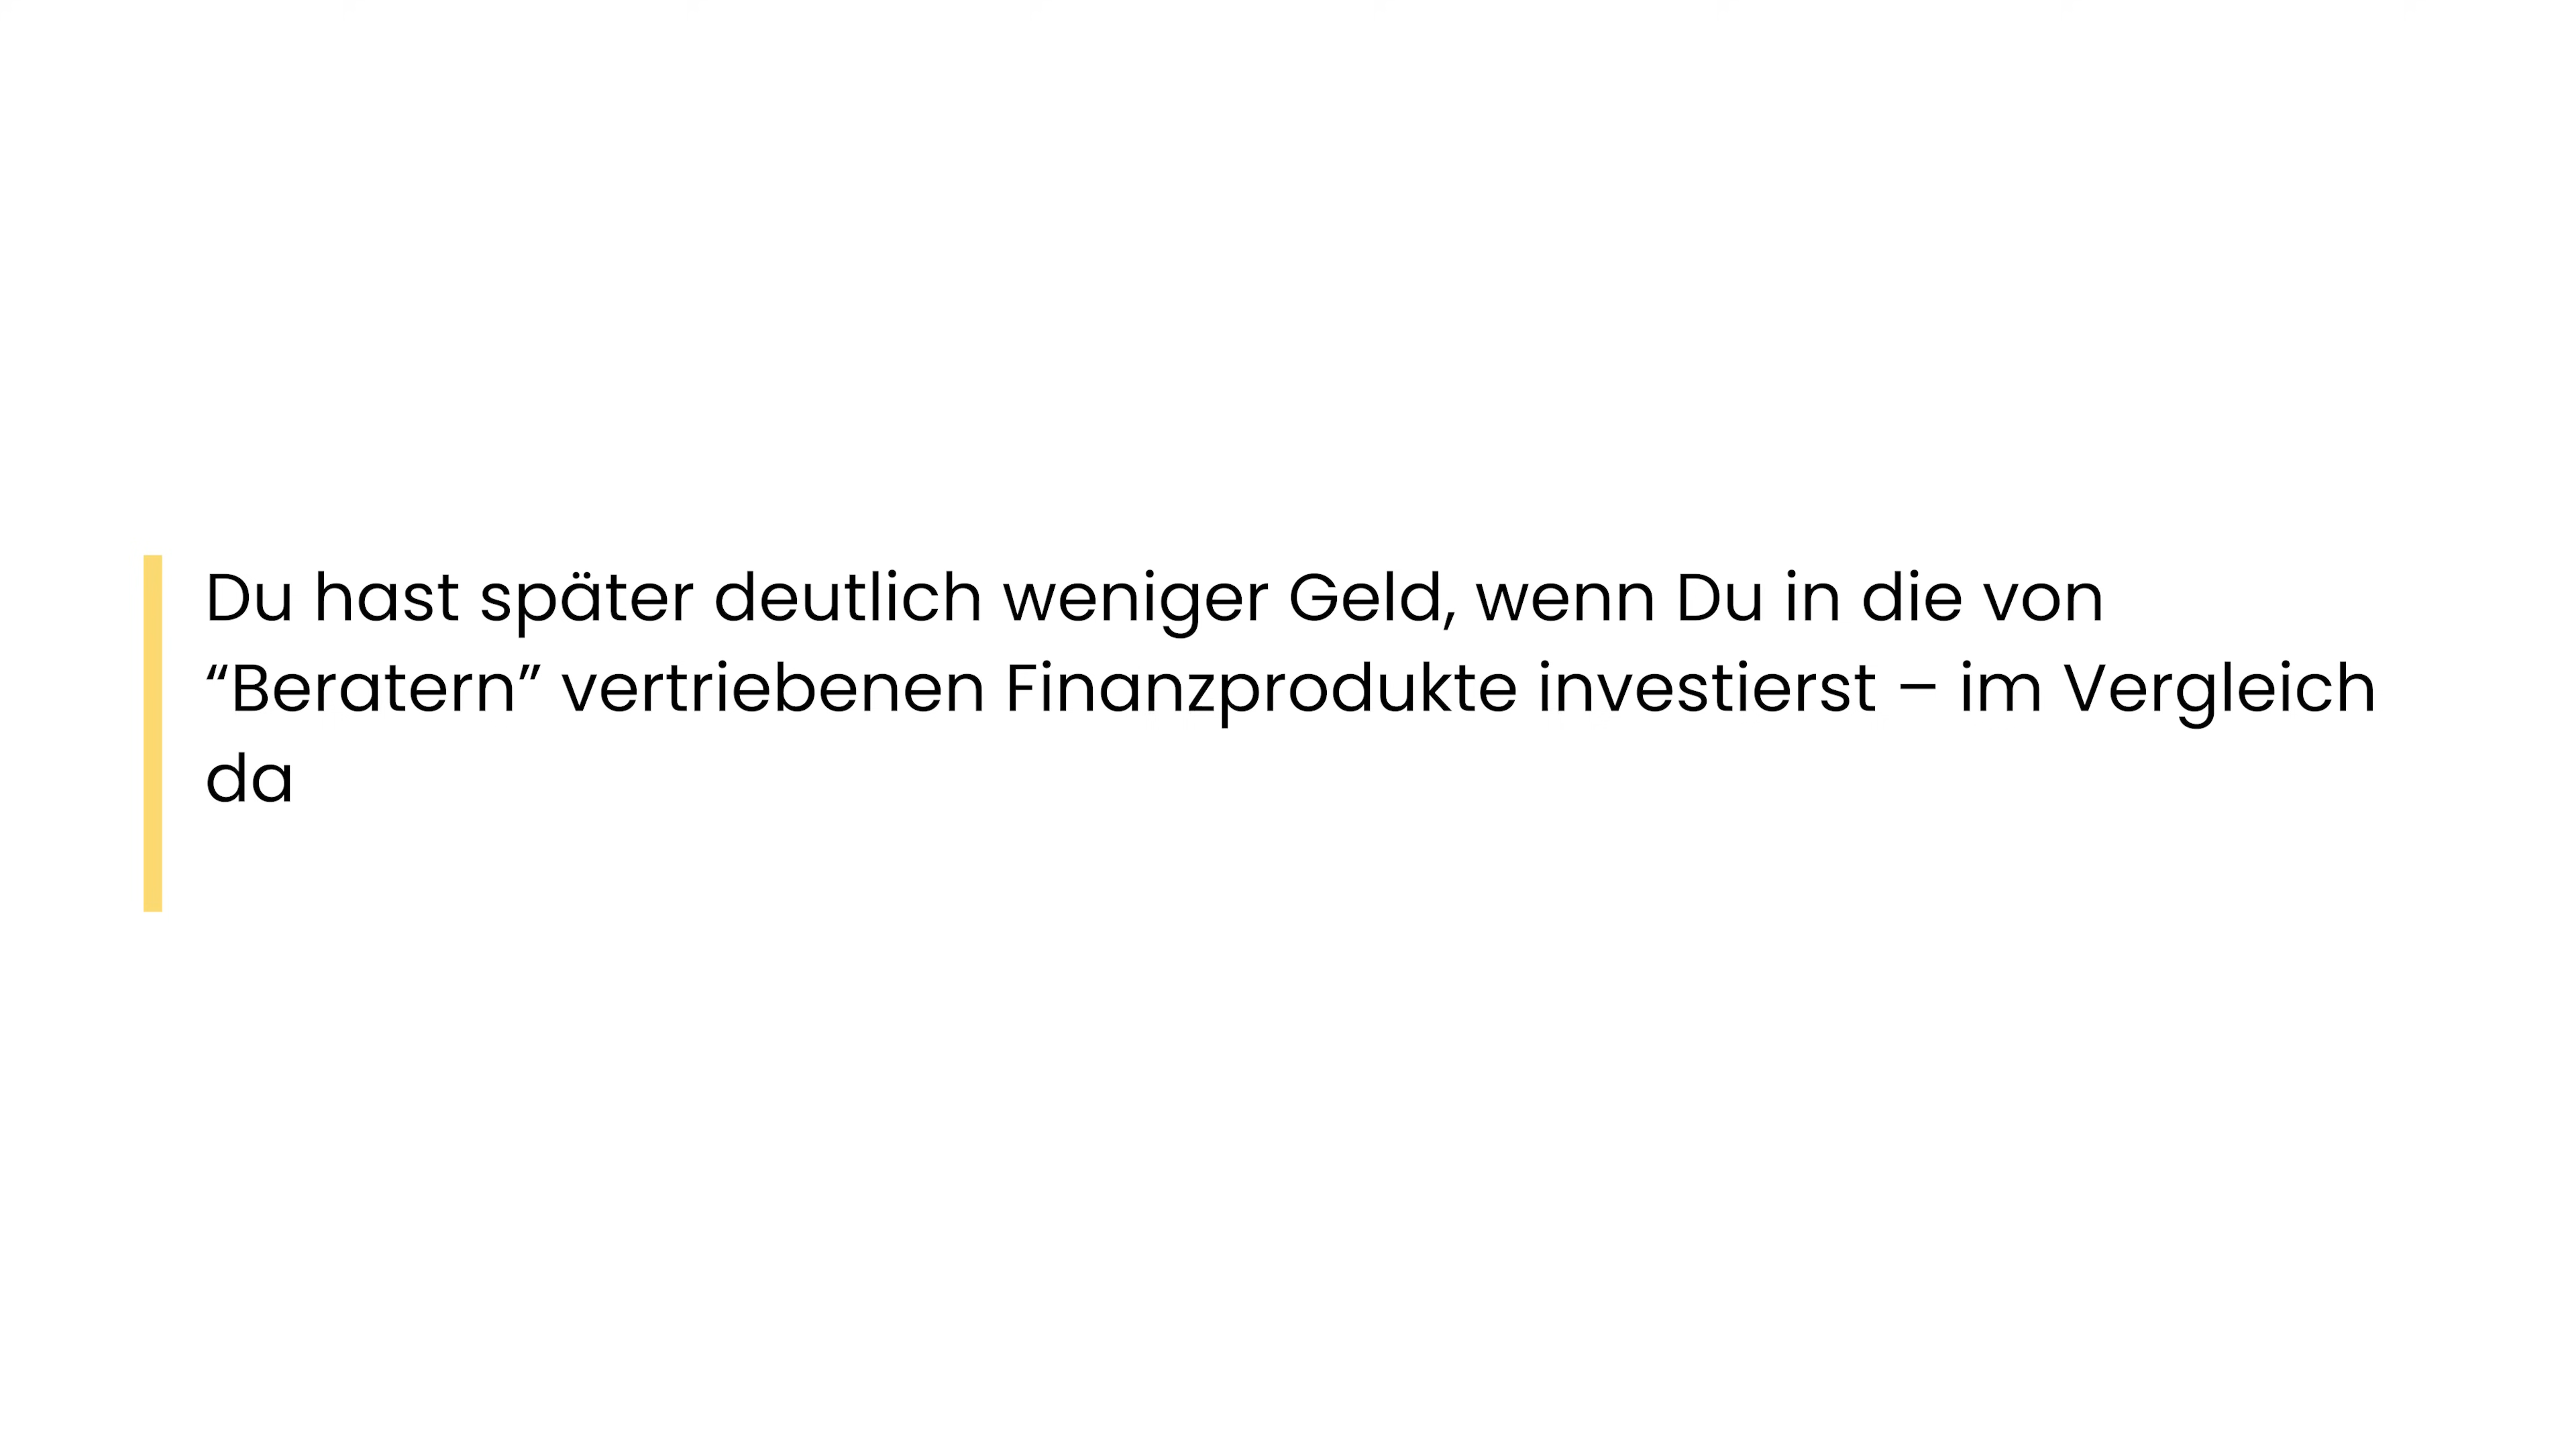 Du hast später deutlich weniger Geld, wenn Du in die von
“Beratern” vertriebenen Finanzprodukte investierst – im Vergleich
da